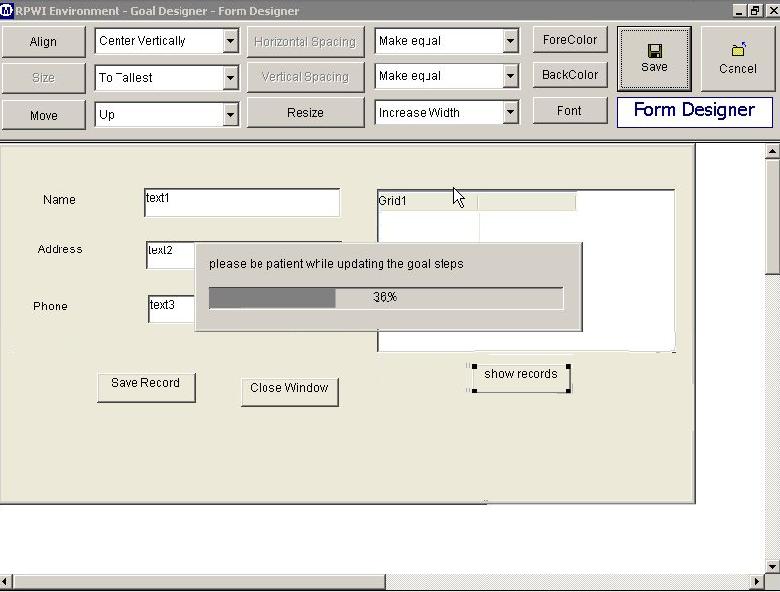 RPWI Environment - Goal Designer - Form Designer
Align Center Vertically Horizontal Spacing Make equal ForeColor Save Cancel
Size To Tallest Vertical Spacing Make equal BackColor
Move Up Resize Increase Width Font Form Designer
Name text1 Grid1
Address text2
please be patient while updating the goal steps
36%
Phone text3
Save Record Close Window show records